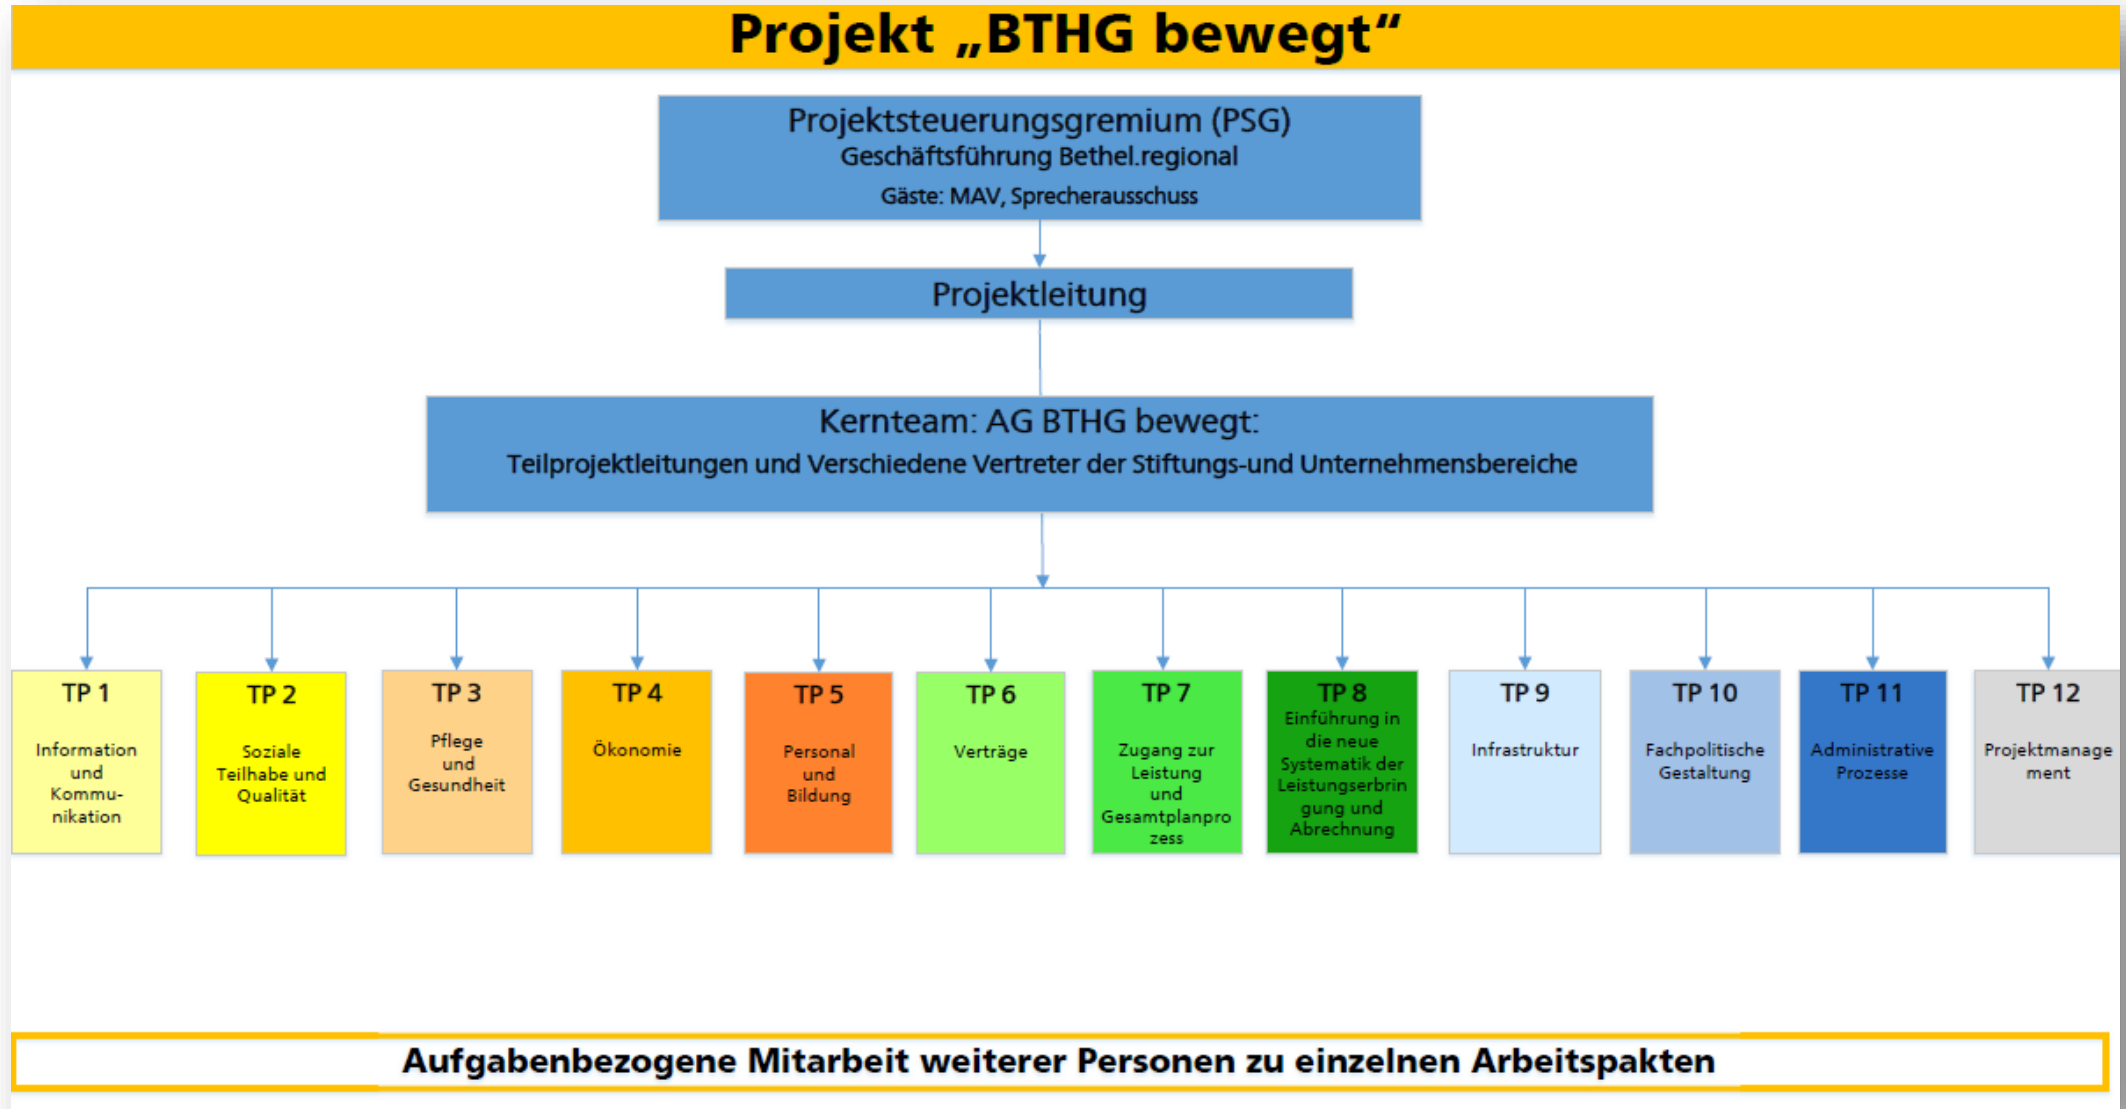 Projekt „BTHG bewegt“
Projektsteuerungsgremium (PSG)
Geschäftsführung Bethel.regional
Gäste: MAV, Sprecherausschuss
Projektleitung
Kernteam: AG BTHG bewegt:
Teilprojektleitungen und Verschiedene Vertreter der Stiftungs-und Unternehmensbereiche
TP 1
Information
und
Kommu-
nikation
TP 2
Soziale
Teilhabe und
Qualität
TP 3
Pflege
und
Gesundheit
TP 4
Ökonomie
TP 5
Personal
und
Bildung
TP 6
Verträge
TP 7
Zugang zur
Leistung
und
Gesamtplanpro
zess
TP 8
Einführung in
die neue
Systematik der
Leistungserbrin
gung und
Abrechnung
TP 9
Infrastruktur
TP 10
Fachpolitische
Gestaltung
TP 11
Administrative
Prozesse
TP 12
Projektmanage
ment
Aufgabenbezogene Mitarbeit weiterer Personen zu einzelnen Arbeitspakten